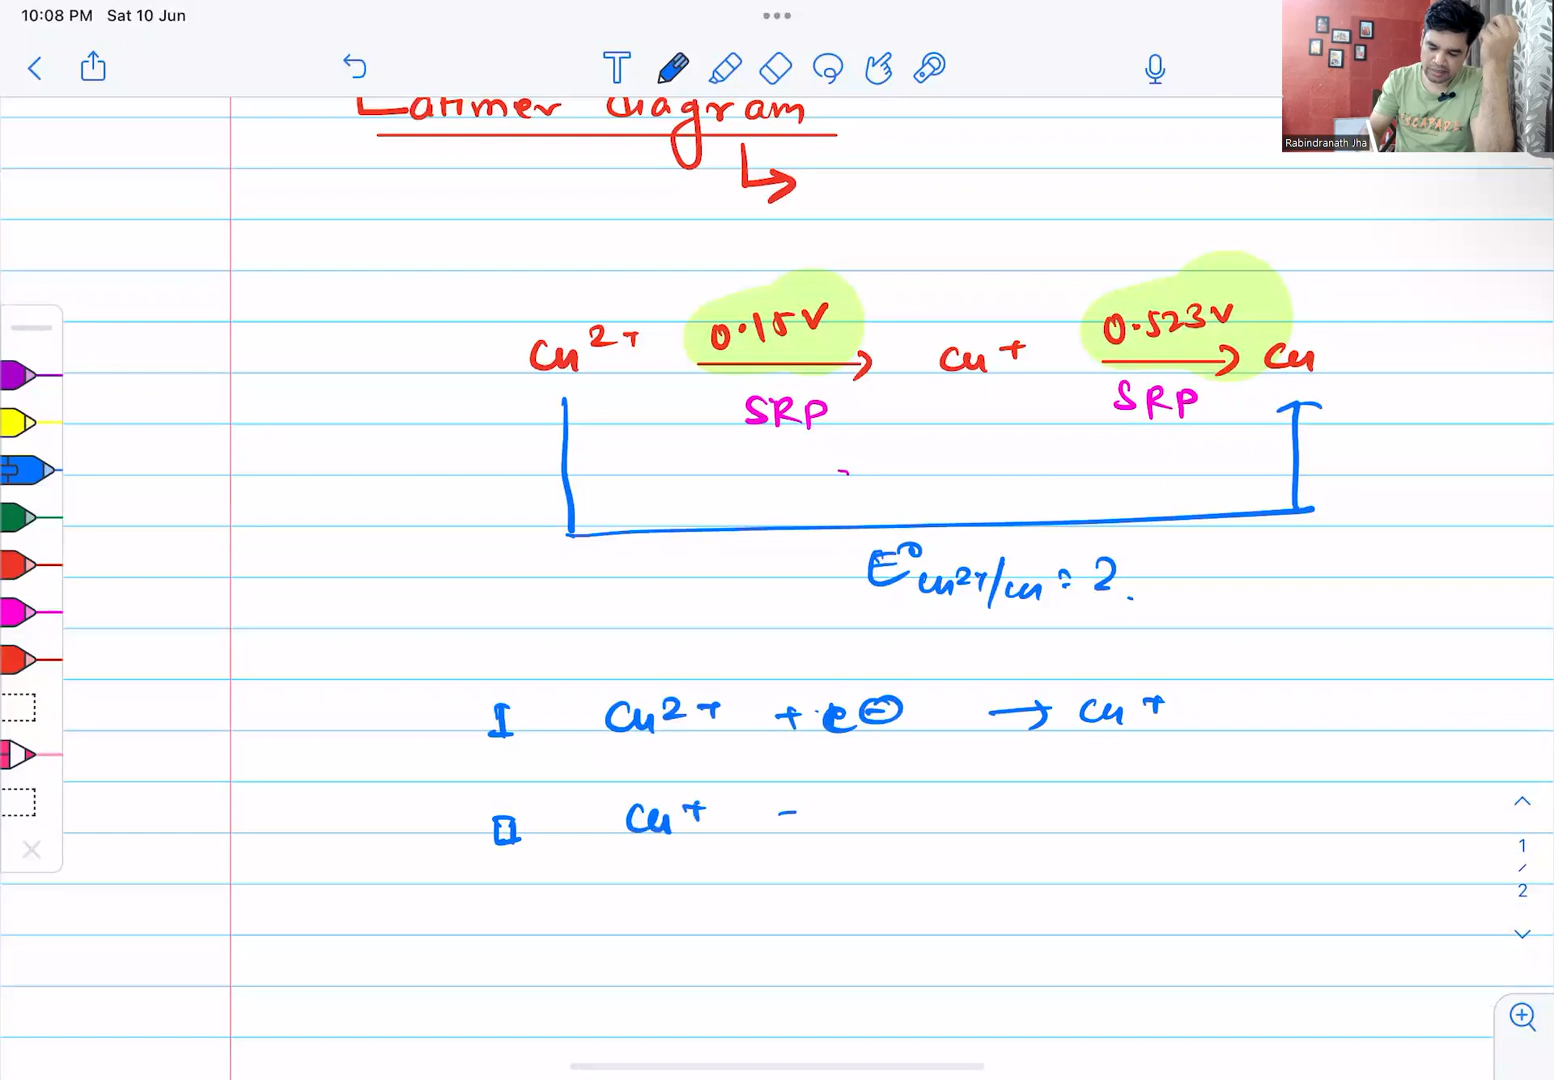 10:08 PM Sat 10 Jun
Latimer diagram
Cu²⁺ 0.15V → Cu⁺ 0.523V → Cu
SRP SRP
E°Cu²⁺/Cu = ?
I Cu²⁺ + e⊖ → Cu⁺
II Cu⁺ -
Rabindranath Jha
ESCAPADE
1
/
2